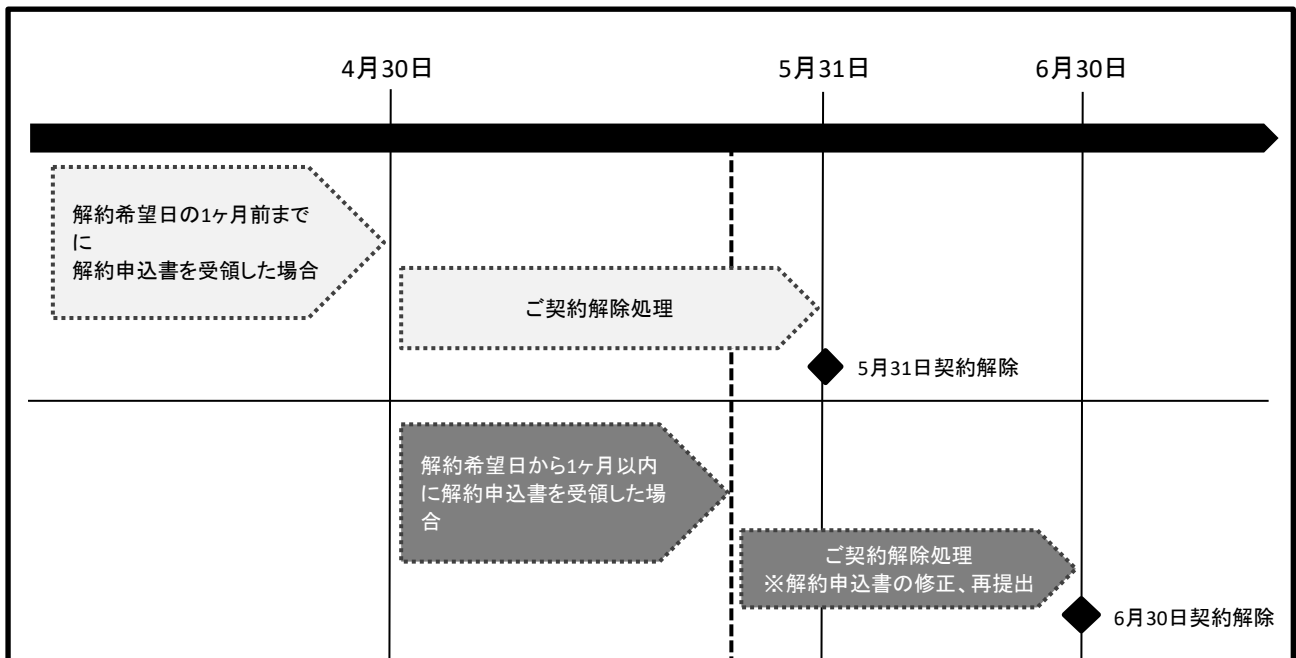 4月30日
5月31日
6月30日
解約希望日の1ヶ月前まで
に
解約申込書を受領した場合
ご契約解除処理
5月31日契約解除
解約希望日から1ヶ月以内
に解約申込書を受領した場
合
ご契約解除処理
※解約申込書の修正、再提出
6月30日契約解除